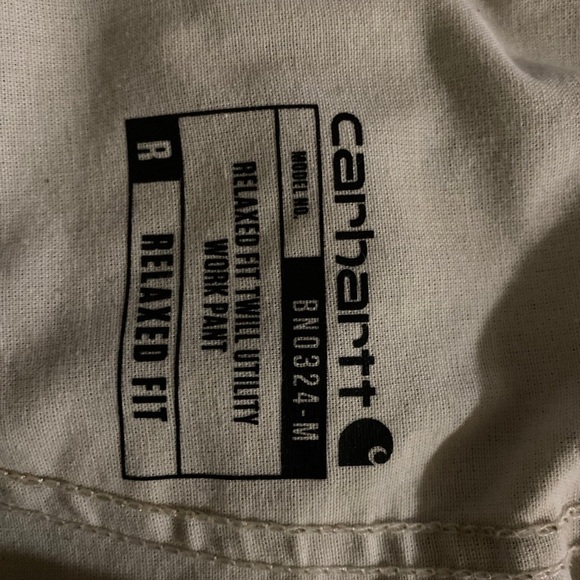 carhartt
MODEL NO. BN0324-M
RELAXED FIT TWILL UTILITY
WORK PANT
R RELAXED FIT